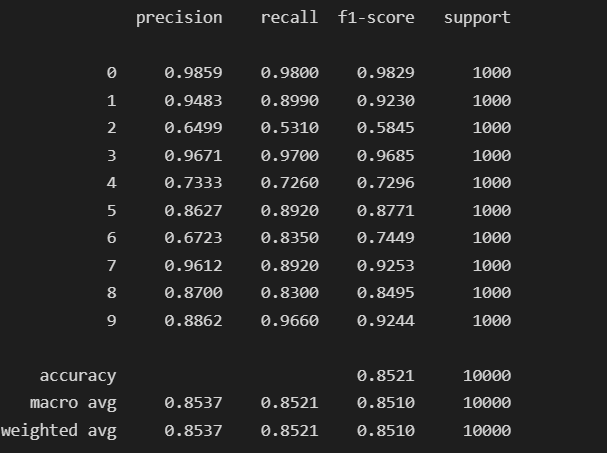 precision recall f1-score support
0 0.9859 0.9800 0.9829 1000
1 0.9483 0.8990 0.9230 1000
2 0.6499 0.5310 0.5845 1000
3 0.9671 0.9700 0.9685 1000
4 0.7333 0.7260 0.7296 1000
5 0.8627 0.8920 0.8771 1000
6 0.6723 0.8350 0.7449 1000
7 0.9612 0.8920 0.9253 1000
8 0.8700 0.8300 0.8495 1000
9 0.8862 0.9660 0.9244 1000
accuracy 0.8521 10000
macro avg 0.8537 0.8521 0.8510 10000
weighted avg 0.8537 0.8521 0.8510 10000